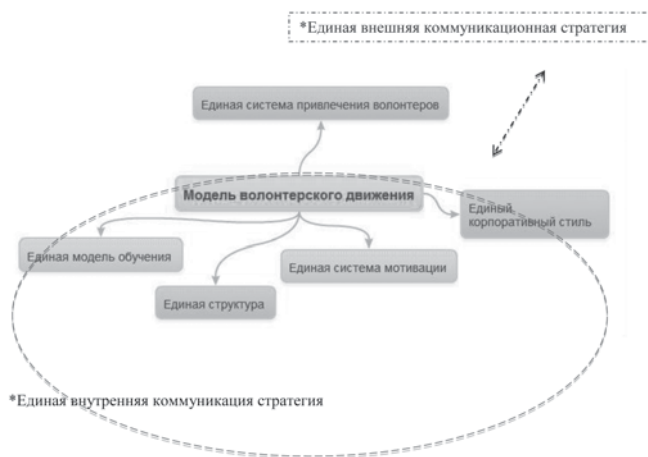 *Единая внешняя коммуникационная стратегия
Единая система привлечения волонтеров
Модель волонтерского движения
Единый
корпоративный стиль
Единая модель обучения
Единая система мотивации
Единая структура
*Единая внутренняя коммуникация стратегия